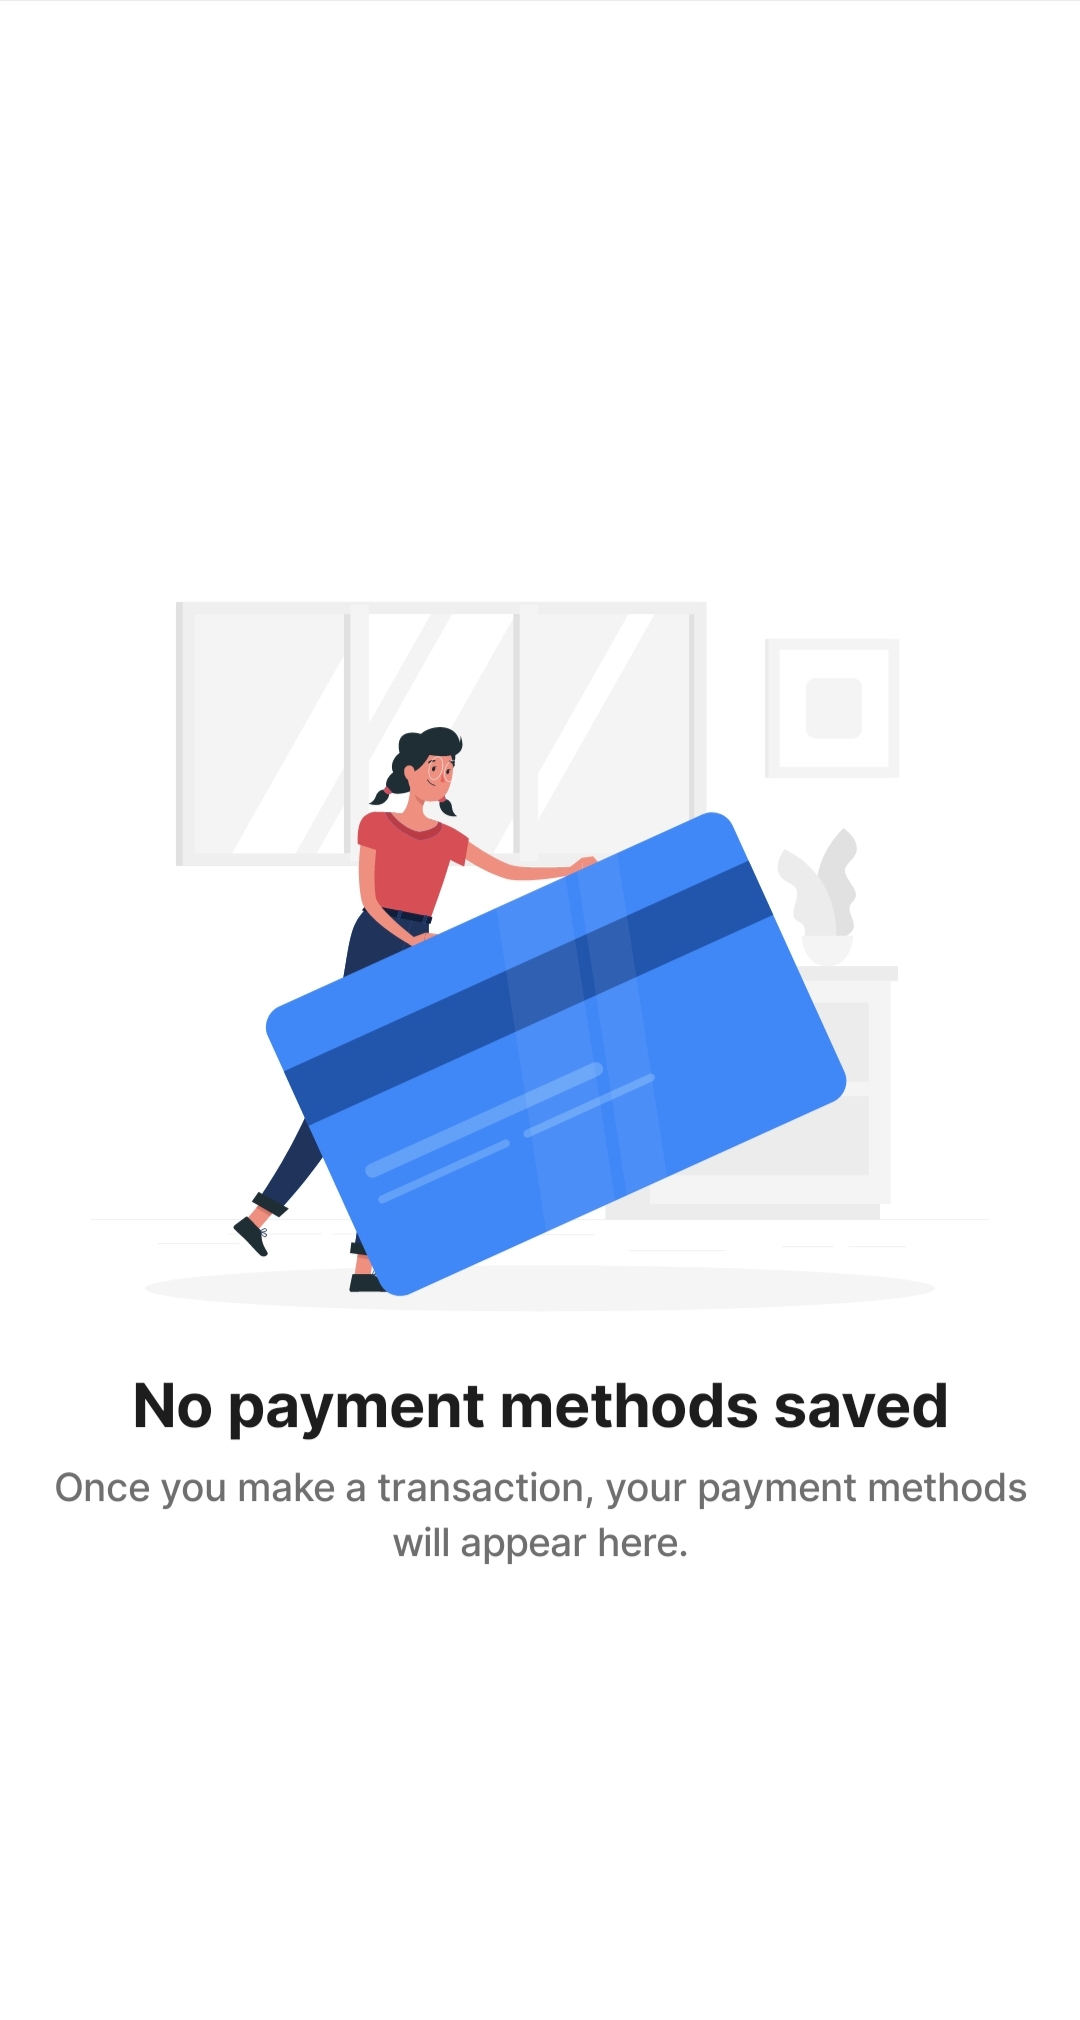 No payment methods saved
Once you make a transaction, your payment methods
will appear here.